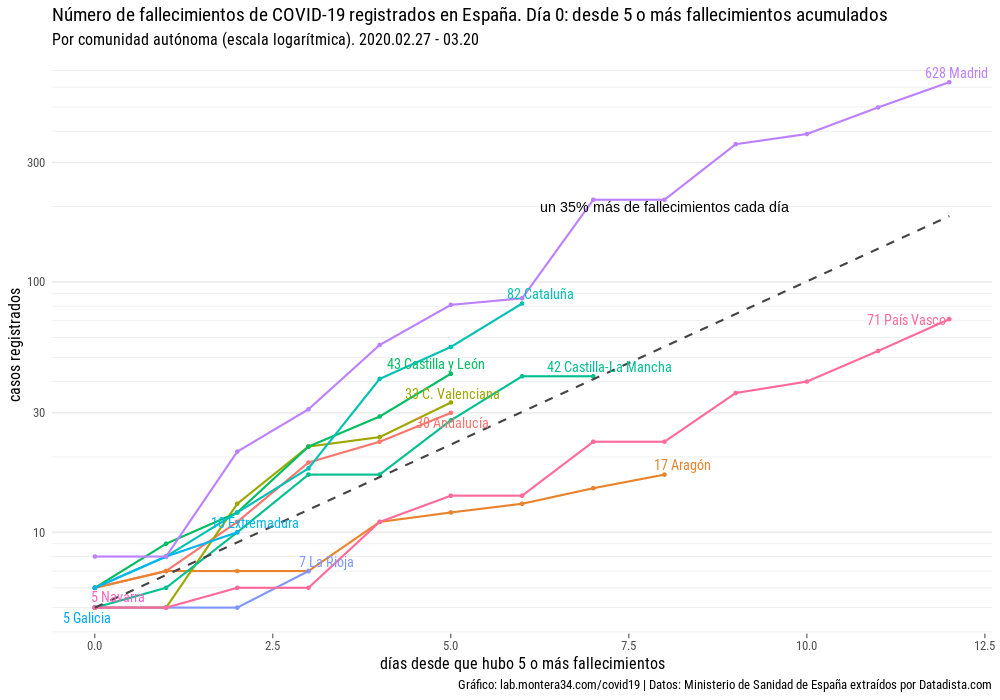 Número de fallecimientos de COVID-19 registrados en España. Día 0: desde 5 o más fallecimientos acumulados
Por comunidad autónoma (escala logarítmica). 2020.02.27 - 03.20
628 Madrid
300
un 35% más de fallecimientos cada día
100
82 Cataluña
71 País Vasco
43 Castilla y León
42 Castilla-La Mancha
33 C. Valenciana
30
30 Andalucía
17 Aragón
10
10 Extremadura
7 La Rioja
5 Navarra
5 Galicia
casos registrados
0.0 2.5 5.0 7.5 10.0 12.5
días desde que hubo 5 o más fallecimientos
Gráfico: lab.montera34.com/covid19 | Datos: Ministerio de Sanidad de España extraídos por Datadista.com